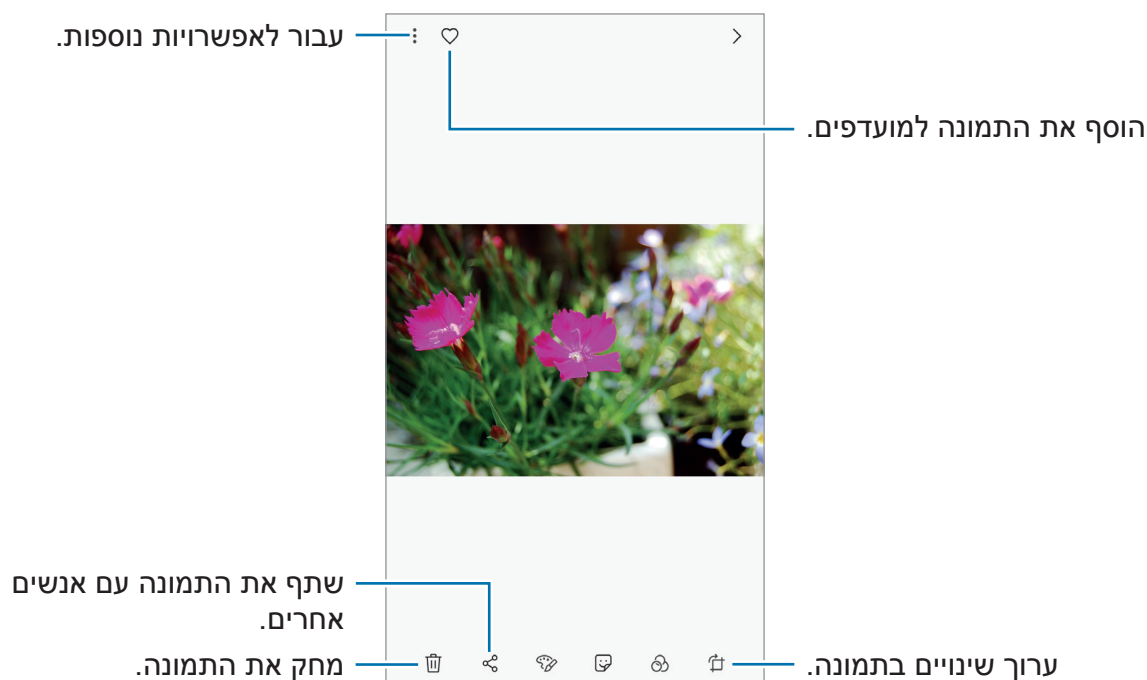 עבור לאפשרויות נוספות.
הוסף את התמונה למועדפים.
שתף את התמונה עם אנשים
אחרים.
מחק את התמונה.
ערוך שינויים בתמונה.